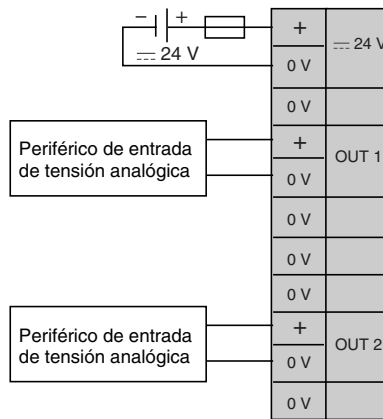 − + + ⎓ 24 V
⎓ 24 V 0 V
0 V
Periférico de entrada + OUT 1
de tensión analógica 0 V
0 V
0 V
0 V
Periférico de entrada + OUT 2
de tensión analógica 0 V
0 V